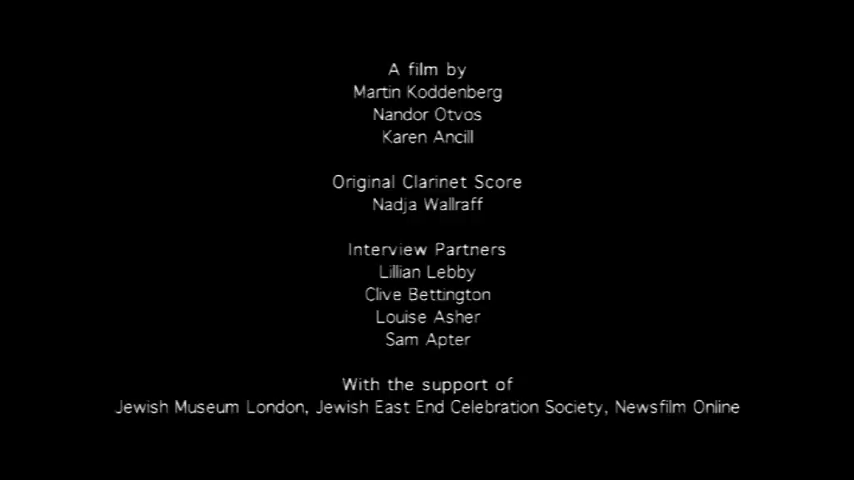 A film by
Martin Koddenberg
Nandor Otvos
Karen Ancill
Original Clarinet Score
Nadja Wallraff
Interview Partners
Lillian Lebby
Clive Bettington
Louise Asher
Sam Apter
With the support of
Jewish Museum London, Jewish East End Celebration Society, Newsfilm Online